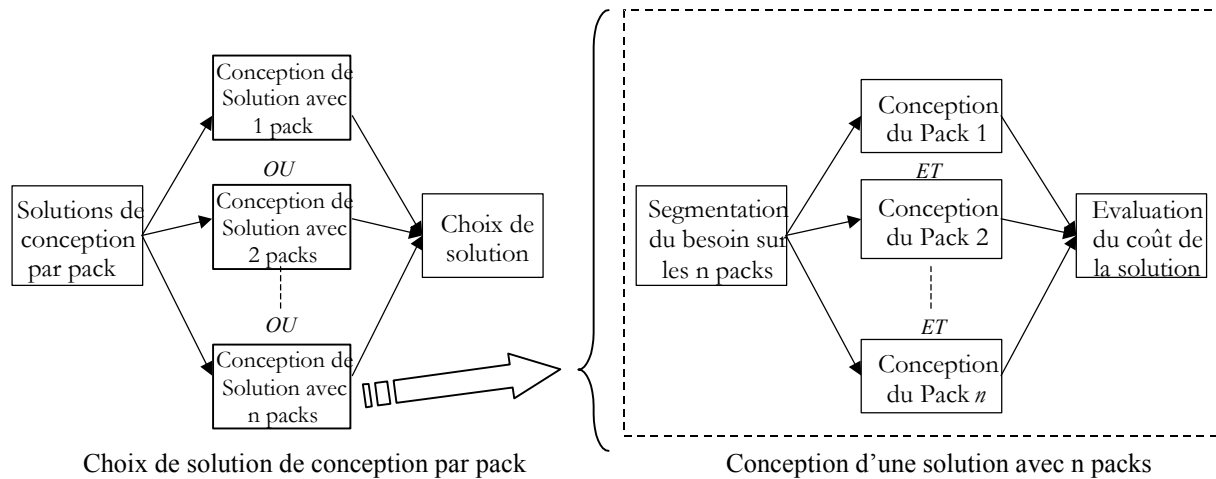 Conception de
Solution avec
1 pack
OU
Solutions de
conception
par pack
Conception de
Solution avec
2 packs
Choix de
solution
OU
Conception de
Solution avec
n packs
Choix de solution de conception par pack
Conception
du Pack 1
ET
Segmentation
du besoin sur
les n packs
Conception
du Pack 2
Evaluation
du coût de
la solution
ET
Conception
du Pack n
Conception d'une solution avec n packs